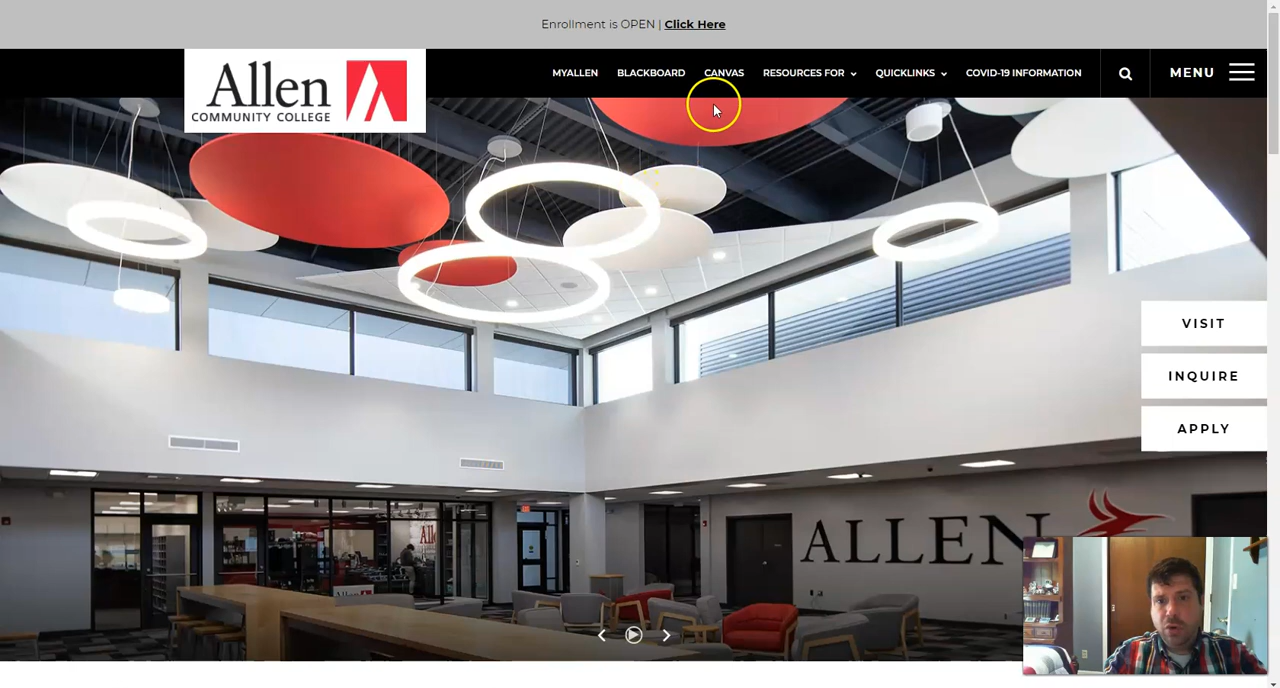 Enrollment is OPEN | Click Here
Allen
COMMUNITY COLLEGE
MYALLEN BLACKBOARD CANVAS RESOURCES FOR QUICKLINKS COVID-19 INFORMATION MENU
VISIT
INQUIRE
APPLY
ALLEN
Allen